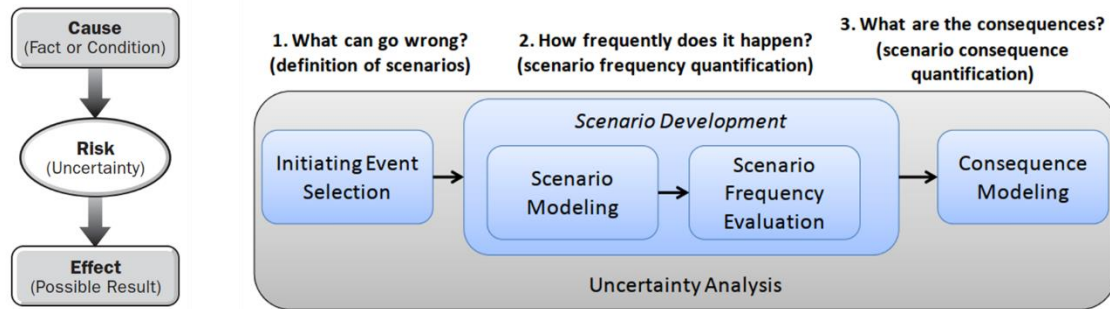 Cause
(Fact or Condition)
Risk
(Uncertainty)
Effect
(Possible Result)
1. What can go wrong?
(definition of scenarios)
2. How frequently does it happen?
(scenario frequency quantification)
3. What are the consequences?
(scenario consequence
quantification)
Initiating Event
Selection
Scenario Development
Scenario
Modeling
Scenario
Frequency
Evaluation
Consequence
Modeling
Uncertainty Analysis